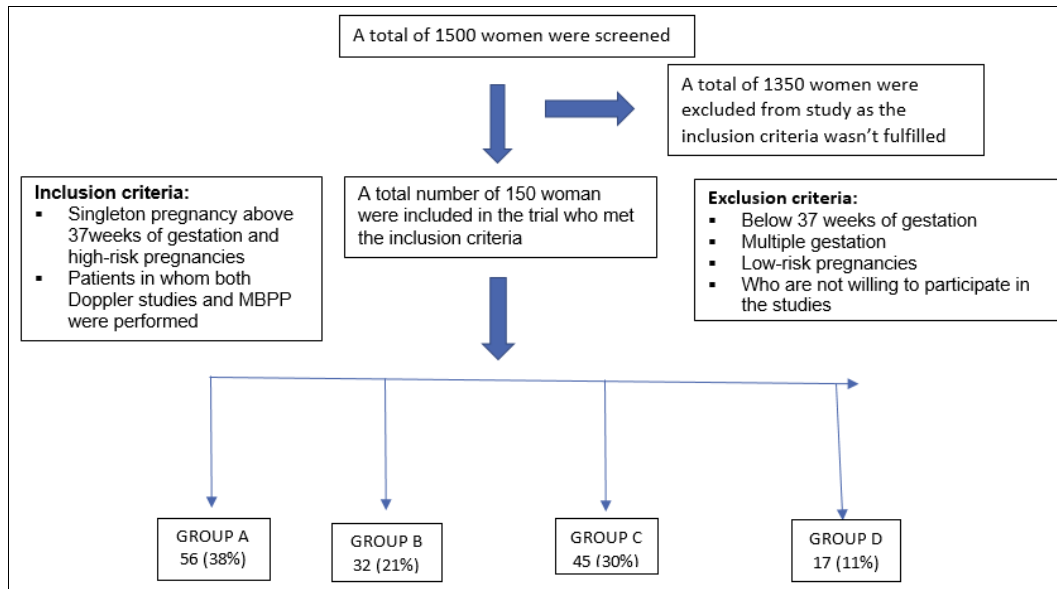 A total of 1500 women were screened
A total of 1350 women were
excluded from study as the
inclusion criteria wasn't fulfilled
Inclusion criteria:
▪ Singleton pregnancy above
37weeks of gestation and
high-risk pregnancies
▪ Patients in whom both
Doppler studies and MBPP
were performed
A total number of 150 woman
were included in the trial who met
the inclusion criteria
Exclusion criteria:
▪ Below 37 weeks of gestation
▪ Multiple gestation
▪ Low-risk pregnancies
▪ Who are not willing to participate in
the studies
GROUP A
56 (38%)
GROUP B
32 (21%)
GROUP C
45 (30%)
GROUP D
17 (11%)